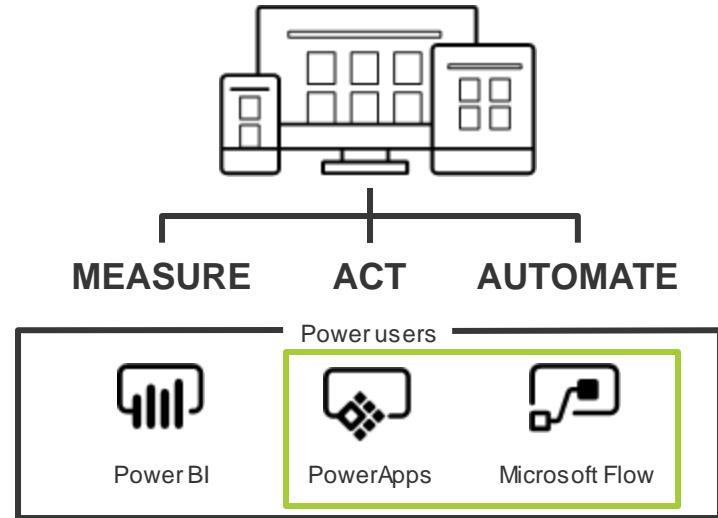 MEASURE ACT AUTOMATE
Power users
Power BI PowerApps Microsoft Flow